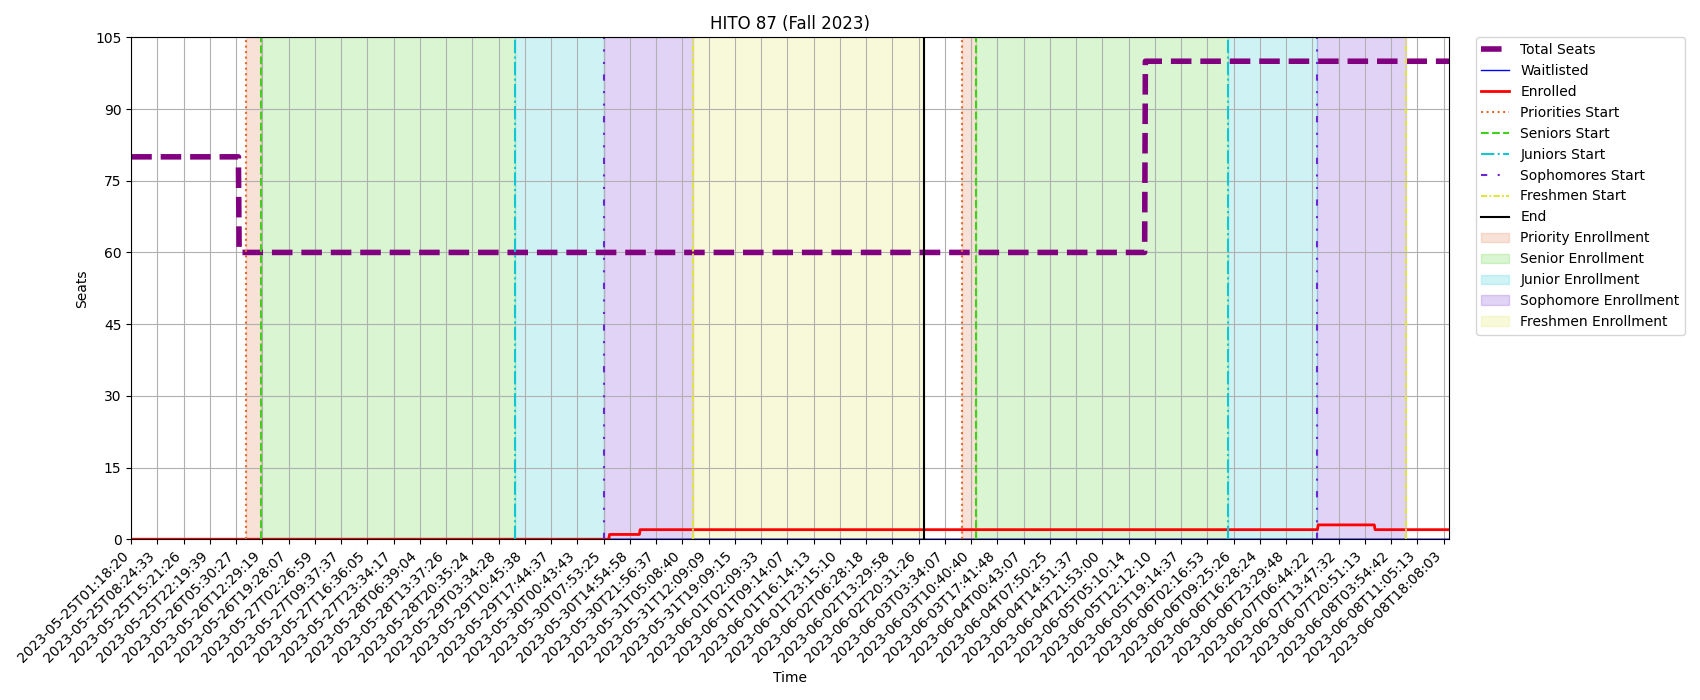 HITO 87 (Fall 2023)
105
90
75
60
45
30
15
0
Seats
2023-05-25T01:18:20
2023-05-25T08:24:33
2023-05-25T15:21:26
2023-05-25T22:19:39
2023-05-26T05:30:27
2023-05-26T12:29:19
2023-05-26T19:28:07
2023-05-27T02:26:59
2023-05-27T09:37:37
2023-05-27T16:36:05
2023-05-27T23:34:17
2023-05-28T06:39:04
2023-05-28T13:37:26
2023-05-28T20:35:24
2023-05-29T03:34:28
2023-05-29T10:45:38
2023-05-29T17:44:37
2023-05-30T00:43:43
2023-05-30T07:53:25
2023-05-30T14:54:58
2023-05-30T21:56:37
2023-05-31T05:08:40
2023-05-31T12:09:09
2023-05-31T19:09:15
2023-06-01T02:09:33
2023-06-01T09:14:07
2023-06-01T16:14:13
2023-06-01T23:15:10
2023-06-02T06:28:18
2023-06-02T13:29:58
2023-06-02T20:31:26
2023-06-03T03:34:07
2023-06-03T10:40:40
2023-06-03T17:41:48
2023-06-04T00:43:07
2023-06-04T07:50:25
2023-06-04T14:51:37
2023-06-04T21:53:00
2023-06-05T05:10:14
2023-06-05T12:12:10
2023-06-05T19:14:37
2023-06-06T02:16:53
2023-06-06T09:25:26
2023-06-06T16:28:24
2023-06-06T23:29:48
2023-06-07T06:44:22
2023-06-07T13:47:32
2023-06-07T20:51:13
2023-06-08T03:54:42
2023-06-08T11:05:13
2023-06-08T18:08:03
Time
Total Seats
Waitlisted
Enrolled
Priorities Start
Seniors Start
Juniors Start
Sophomores Start
Freshmen Start
End
Priority Enrollment
Senior Enrollment
Junior Enrollment
Sophomore Enrollment
Freshmen Enrollment